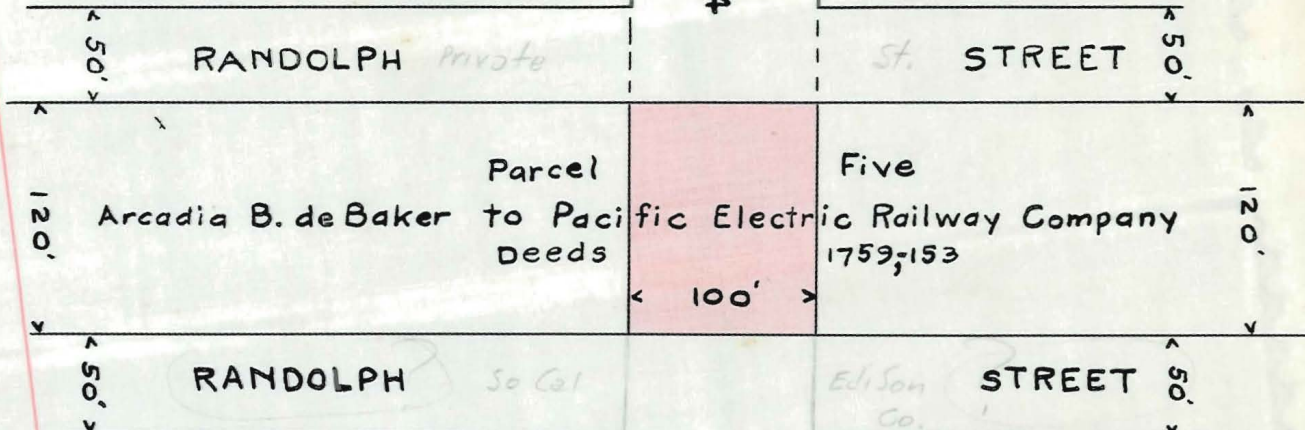 4
50' RANDOLPH Private St. STREET 50'
Parcel Five
120' Arcadia B. de Baker to Pacific Electric Railway Company 120'
Deeds 1759,-153
100'
50' RANDOLPH So Cal Edison STREET 50'
Co.